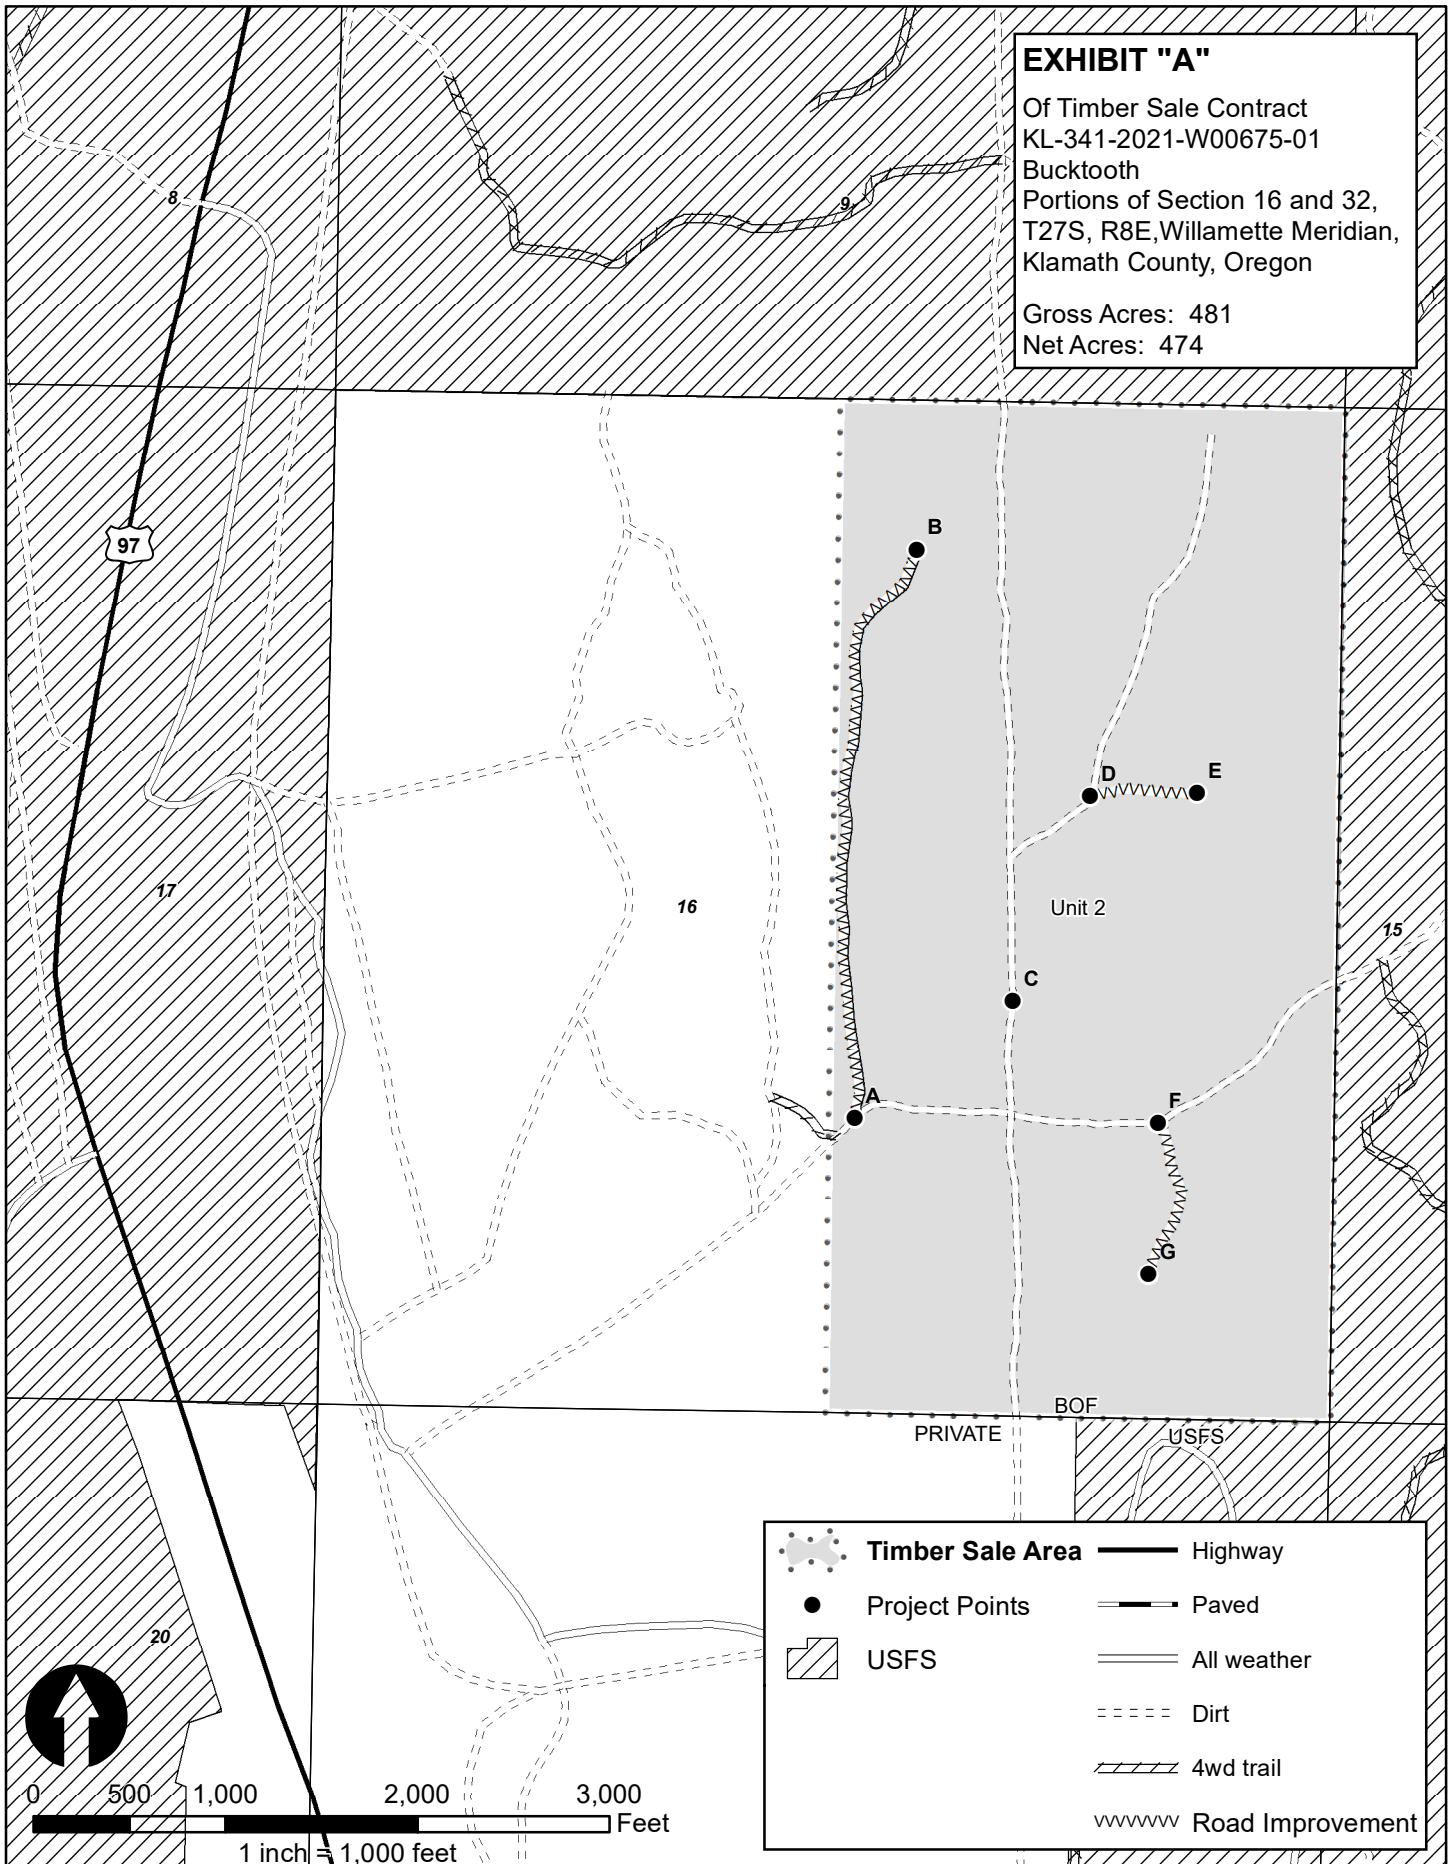 EXHIBIT "A"
Of Timber Sale Contract
KL-341-2021-W00675-01
Bucktooth
Portions of Section 16 and 32,
T27S, R8E,Willamette Meridian,
Klamath County, Oregon
Gross Acres: 481
Net Acres: 474
8
9
97
B
D
E
17
16
Unit 2
15
C
A
F
G
BOF
PRIVATE
USFS
20
Timber Sale Area
Project Points
USFS
Highway
Paved
All weather
Dirt
4wd trail
Road Improvement
0 500 1,000 2,000 3,000
Feet
1 inch = 1,000 feet